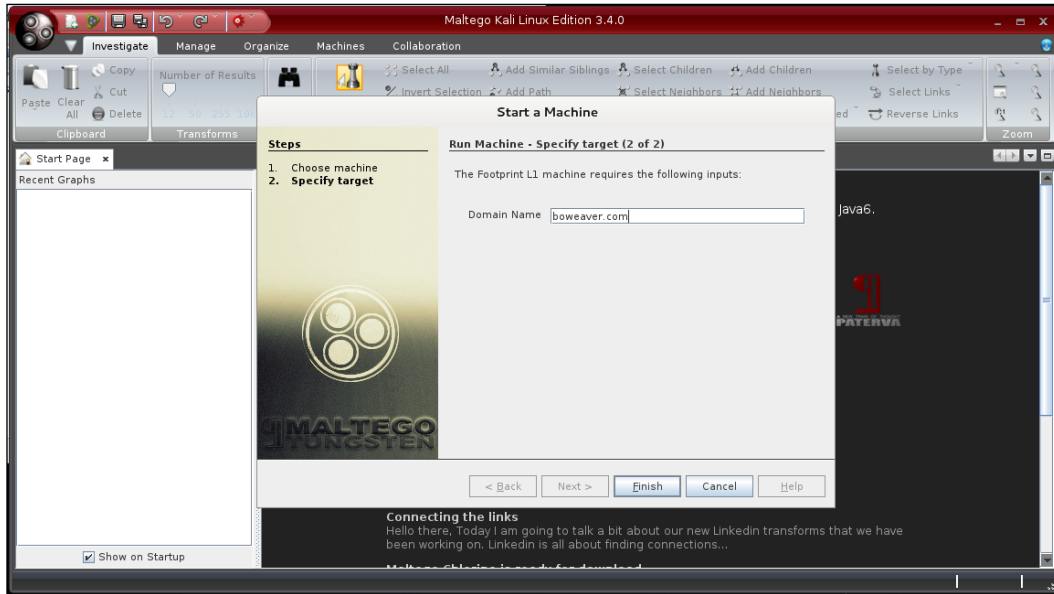 Maltego Kali Linux Edition 3.4.0
Investigate Manage Organize Machines Collaboration
Copy
Cut
Delete
Paste Clear All
Clipboard
Number of Results
12 50 255
Transforms
Select All Add Similar Siblings Select Children Add Children Select by Type
Invert Selection Add Path Select Neighbors Add Neighbors Select Links
ed Reverse Links
Zoom
Start Page
Recent Graphs
Show on Startup
Start a Machine
Steps
1. Choose machine
2. Specify target
MALTEGO
TUNGSTEN
Run Machine - Specify target (2 of 2)
The Footprint L1 machine requires the following inputs:
Domain Name boweaver.com
< Back Next > Finish Cancel Help
Java6.
PATERVA
Connecting the links
Hello there, Today I am going to talk a bit about our new Linkedin transforms that we have
been working on. Linkedin is all about finding connections...